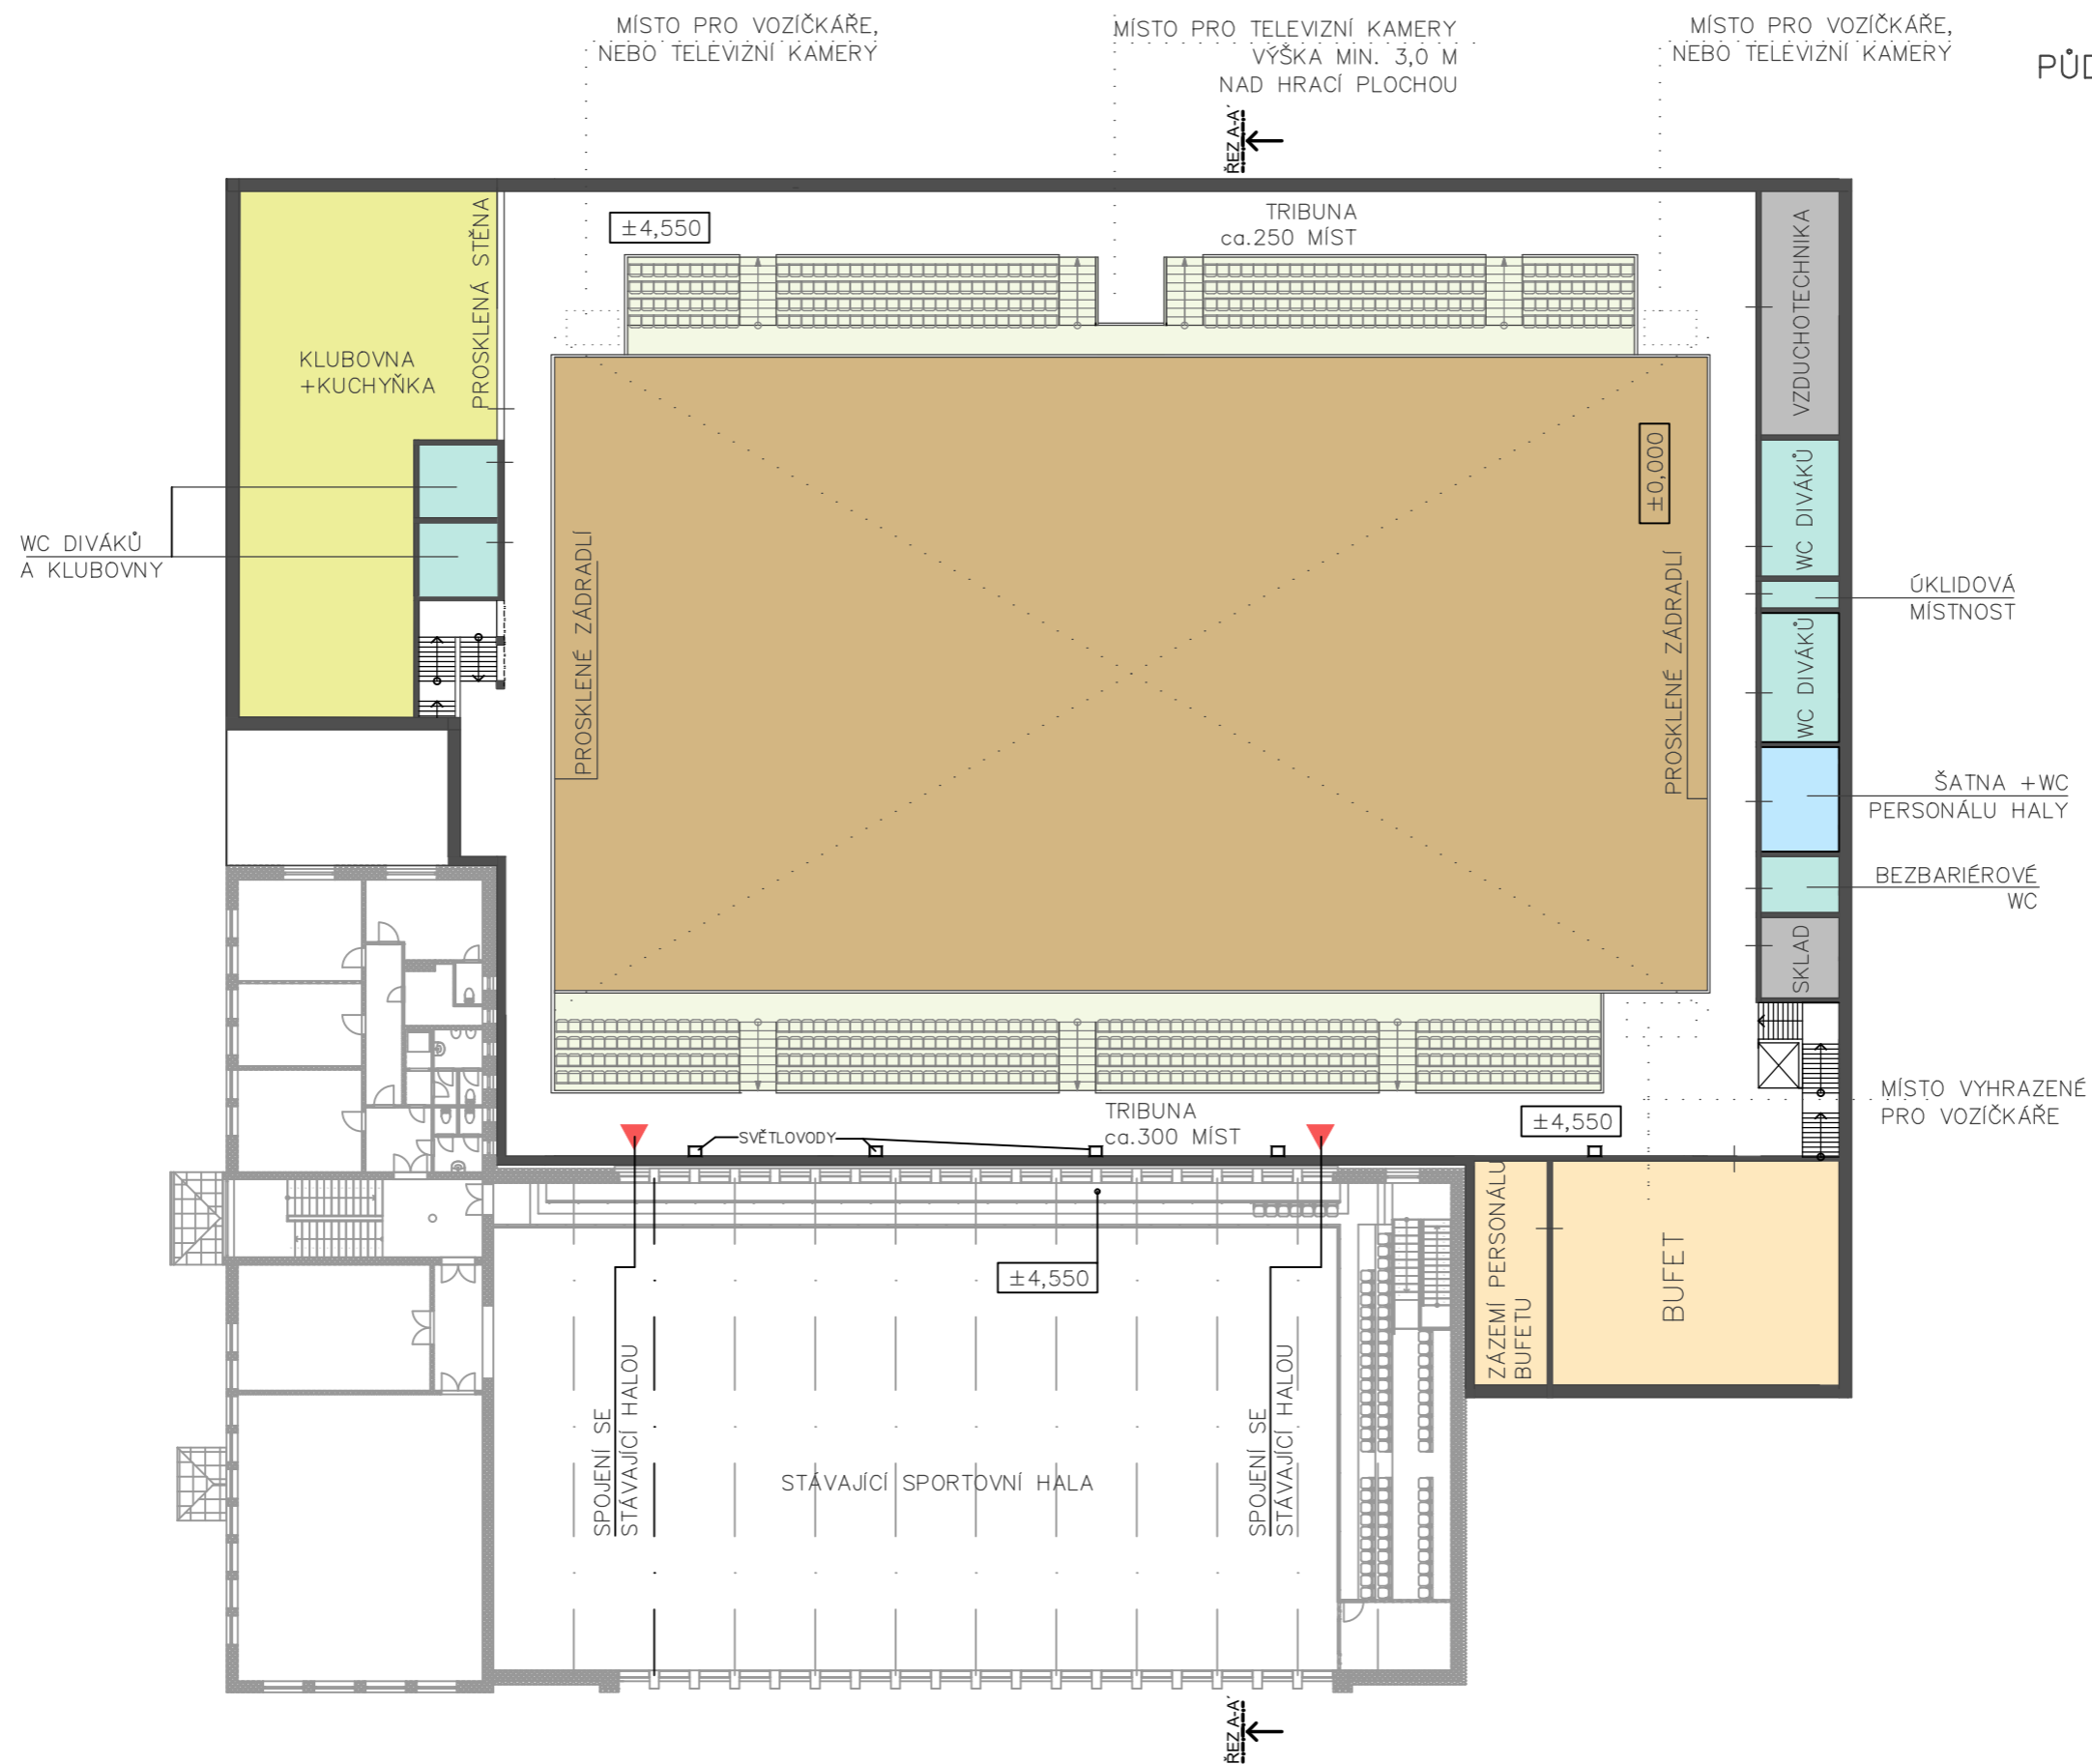 MÍSTO PRO VOZÍČKÁŘE,
NEBO TELEVIZNÍ KAMERY
MÍSTO PRO TELEVIZNÍ KAMERY
VÝŠKA MIN. 3,0 M
NAD HRACÍ PLOCHOU
MÍSTO PRO VOZÍČKÁŘE,
NEBO TELEVIZNÍ KAMERY
PŮD
ŘEZ A-A'
±4,550
TRIBUNA
ca.250 MÍST
PROSKLENÁ STĚNA
KLUBOVNA
+KUCHYŇKA
VZDUCHOTECHNIKA
±0,000
WC DIVÁKŮ
A KLUBOVNY
PROSKLENÉ ZÁDRADLÍ
PROSKLENÉ ZÁDRADLÍ
WC DIVÁKŮ
ÚKLIDOVÁ
MÍSTNOST
WC DIVÁKŮ
ŠATNA +WC
PERSONÁLU HALY
BEZBARIÉROVÉ
WC
SKLAD
MÍSTO VYHRAZENÉ
PRO VOZÍČKÁŘE
TRIBUNA
ca.300 MÍST
±4,550
SVĚTLOVODY
±4,550
ZÁZEMÍ PERSONÁLU
BUFETU
BUFET
SPOJENÍ SE
STÁVAJÍCÍ HALOU
SPOJENÍ SE
STÁVAJÍCÍ HALOU
STÁVAJÍCÍ SPORTOVNÍ HALA
ŘEZ A-A'